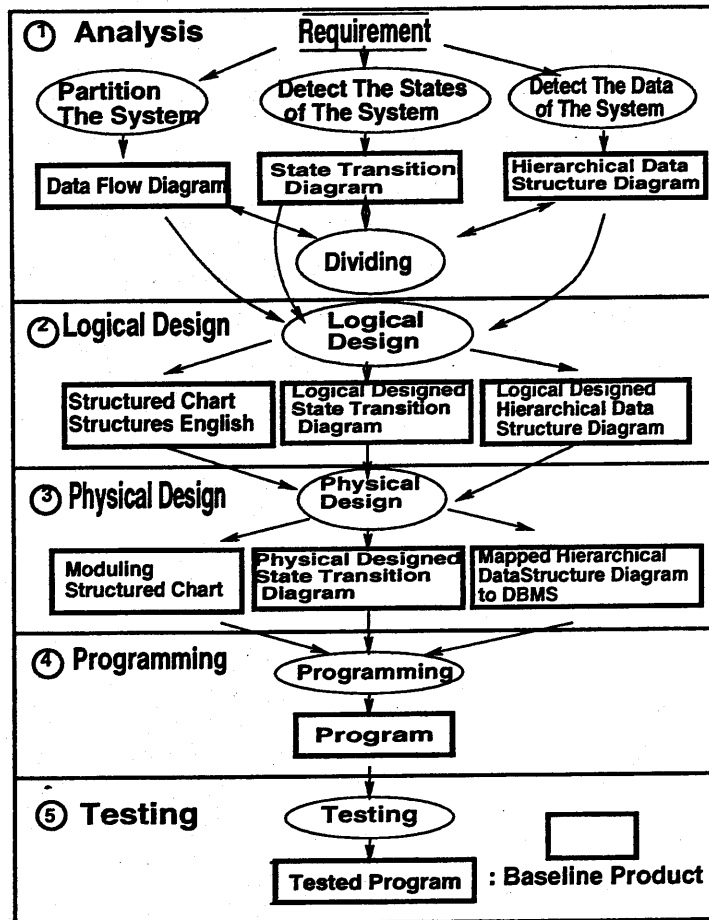 ① Analysis
Requirement
Partition
The System
Detect The States
of The System
Detect The Data
of The System
Data Flow Diagram
State Transition
Diagram
Hierarchical Data
Structure Diagram
Dividing
② Logical Design
Logical
Design
Structured Chart
Structures English
Logical Designed
State Transition
Diagram
Logical Designed
Hierarchical Data
Structure Diagram
③ Physical Design
Physical
Design
Moduling
Structured Chart
Physical Designed
State Transition
Diagram
Mapped Hierarchical
DataStructure Diagram
to DBMS
④ Programming
Programming
Program
⑤ Testing
Testing
Tested Program
: Baseline Product